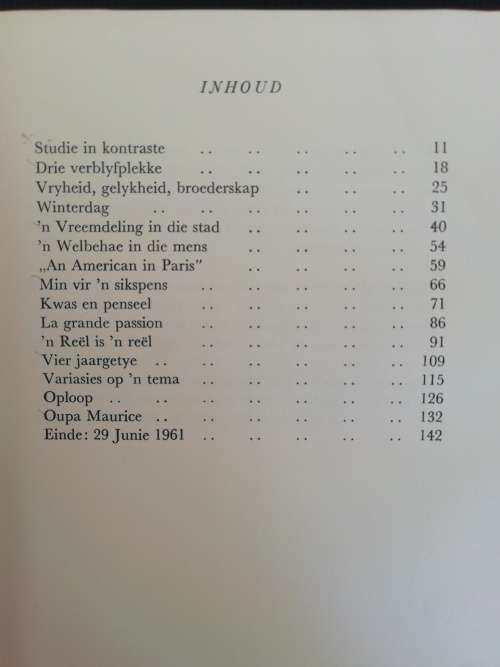 INHOUD
Studie in kontraste .. .. .. .. .. 11
Drie verblyfplekke .. .. .. .. .. 18
Vryheid, gelykheid, broederskap .. .. .. 25
Winterdag .. .. .. .. .. .. 31
'n Vreemdeling in die stad .. .. .. .. 40
'n Welbehae in die mens .. .. .. .. 54
„An American in Paris” .. .. .. .. 59
Min vir 'n sikspens .. .. .. .. .. 66
Kwas en penseel .. .. .. .. .. 71
La grande passion .. .. .. .. .. 86
'n Reël is 'n reël .. .. .. .. .. 91
Vier jaargetye .. .. .. .. .. .. 109
Variasies op 'n tema .. .. .. .. .. 115
Oploop .. .. .. .. .. .. .. 126
Oupa Maurice .. .. .. .. .. .. 132
Einde: 29 Junie 1961 .. .. .. .. .. 142